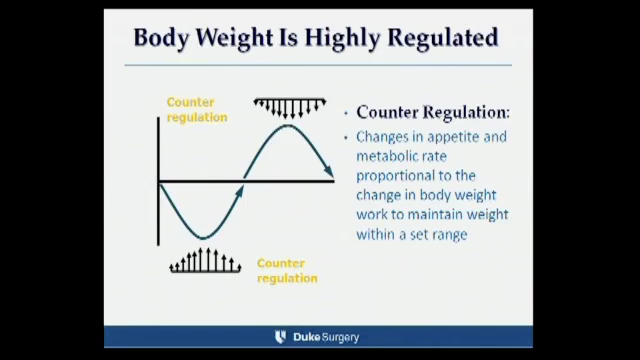 Body Weight Is Highly Regulated
Counter
regulation
Counter
regulation
• Counter Regulation:
• Changes in appetite and
metabolic rate
proportional to the
change in body weight
work to maintain weight
within a set range
Duke Surgery